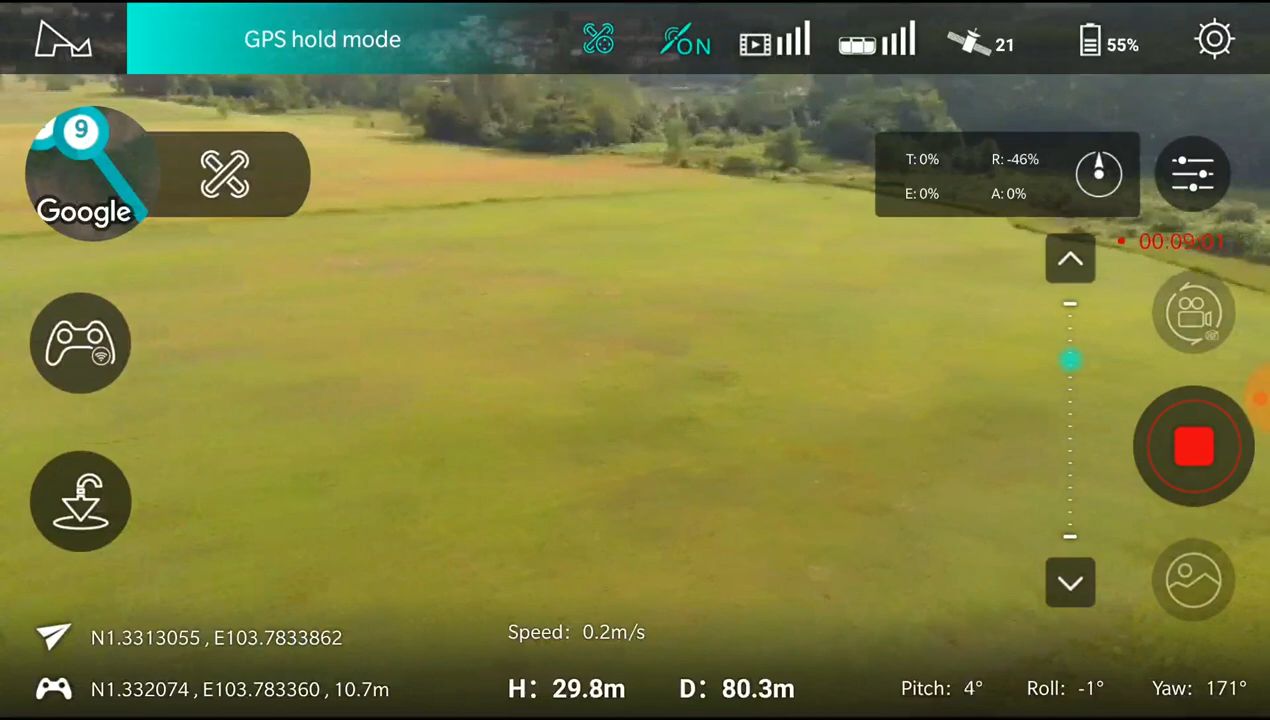 GPS hold mode
ON
21
55%
9
Google
T: 0%
R: -46%
E: 0%
A: 0%
00:09:01
N1.3313055 , E103.7833862
Speed: 0.2m/s
N1.332074 , E103.783360 , 10.7m
H: 29.8m
D: 80.3m
Pitch: 4°
Roll: -1°
Yaw: 171°